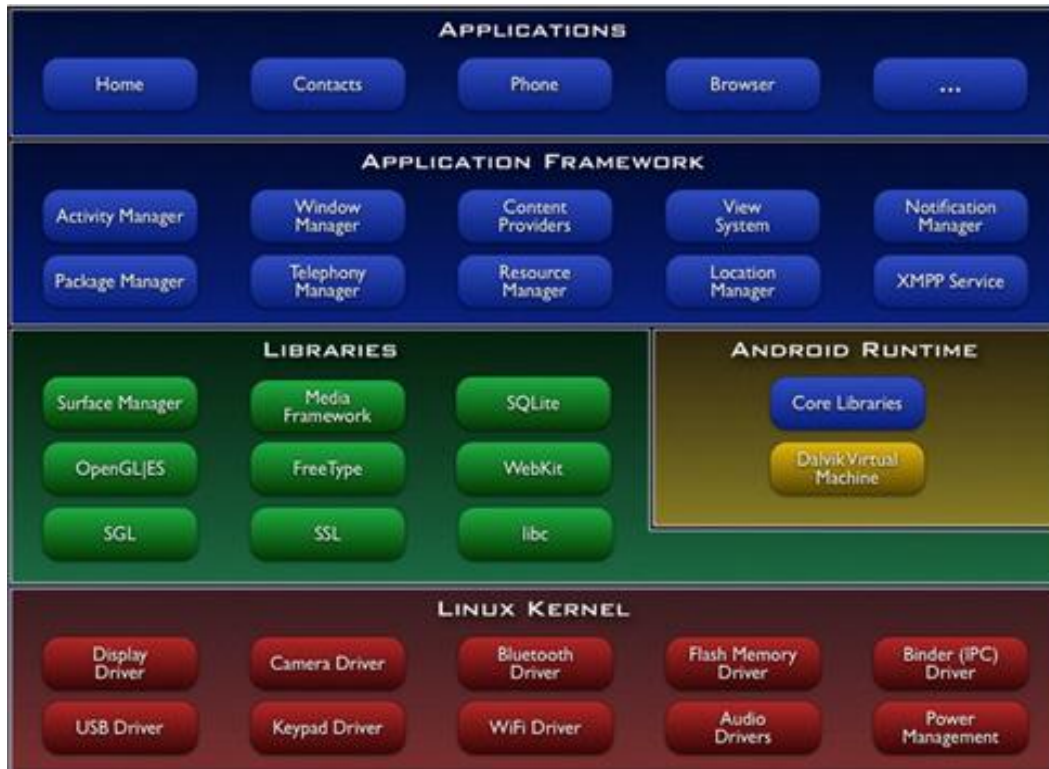 APPLICATIONS
Home
Contacts
Phone
Browser
...
APPLICATION FRAMEWORK
Activity Manager
Window
Manager
Content
Providers
View
System
Notification
Manager
Package Manager
Telephony
Manager
Resource
Manager
Location
Manager
XMPP Service
LIBRARIES
Surface Manager
Media
Framework
SQLite
OpenGL|ES
FreeType
WebKit
SGL
SSL
libc
ANDROID RUNTIME
Core Libraries
Dalvik Virtual
Machine
LINUX KERNEL
Display
Driver
Camera Driver
Bluetooth
Driver
Flash Memory
Driver
Binder (IPC)
Driver
USB Driver
Keypad Driver
WiFi Driver
Audio
Drivers
Power
Management